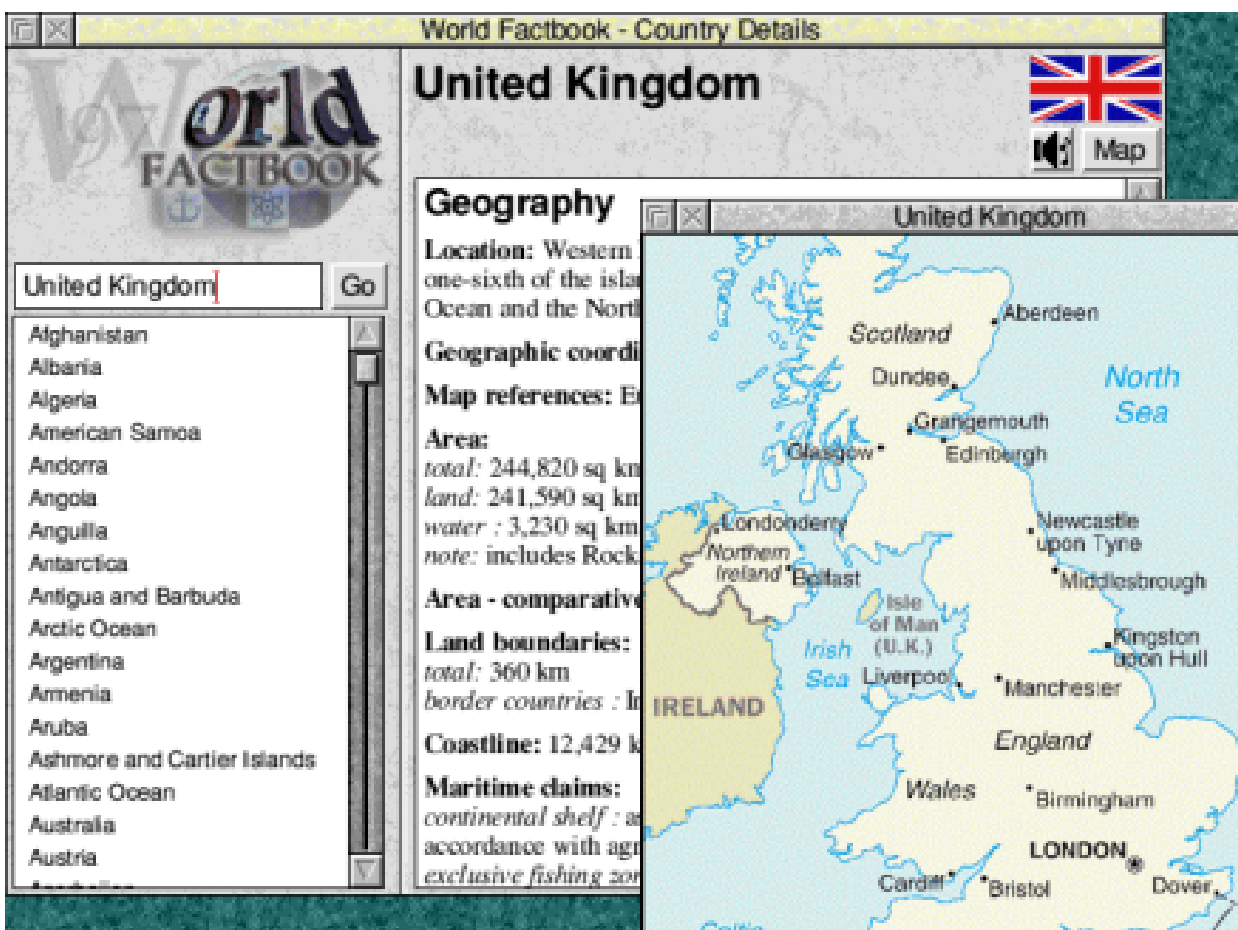 World Factbook - Country Details
World
1997
FACTBOOK
United Kingdom
Go
Afghanistan
Albania
Algeria
American Samoa
Andorra
Angola
Anguilla
Antarctica
Antigua and Barbuda
Arctic Ocean
Argentina
Armenia
Aruba
Ashmore and Cartier Islands
Atlantic Ocean
Australia
Austria
United Kingdom
Map
Geography
Location: Western
one-sixth of the
Ocean and the
Geographic
Map references:
Area:
total: 244,820 sq km
land: 241,590 sq km
water : 3,230 sq km
note: includes
Area - comparative
Land boundaries:
total: 360 km
border countries :
Coastline: 12,429
Maritime claims:
continental shelf :
accordance with
exclusive fishing
United Kingdom
Aberdeen
Scotland
Dundee
North
Sea
Grangemouth
Glasgow
Edinburgh
Londonderry
Newcastle
upon Tyne
Northern
Ireland
Belfast
Middlesbrough
Isle
of Man
(U.K.)
Irish
Sea
Kingston
upon Hull
Liverpool
Manchester
IRELAND
England
Wales
Birmingham
LONDON
Cardiff
Bristol
Dover